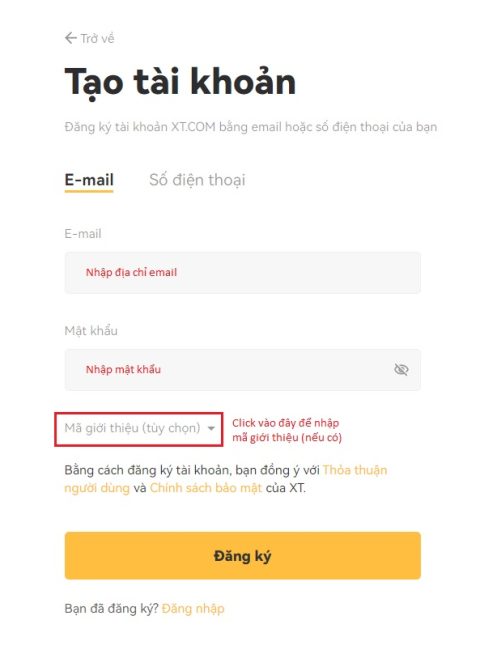 Trở về
Tạo tài khoản
Đăng ký tài khoản XT.COM bằng email hoặc số điện thoại của bạn
E-mail Số điện thoại
E-mail
Nhập địa chỉ email
Mật khẩu
Nhập mật khẩu
Mã giới thiệu (tùy chọn)
Click vào đây để nhập
mã giới thiệu (nếu có)
Bằng cách đăng ký tài khoản, bạn đồng ý với Thỏa thuận
người dùng và Chính sách bảo mật của XT.
Đăng ký
Bạn đã đăng ký? Đăng nhập